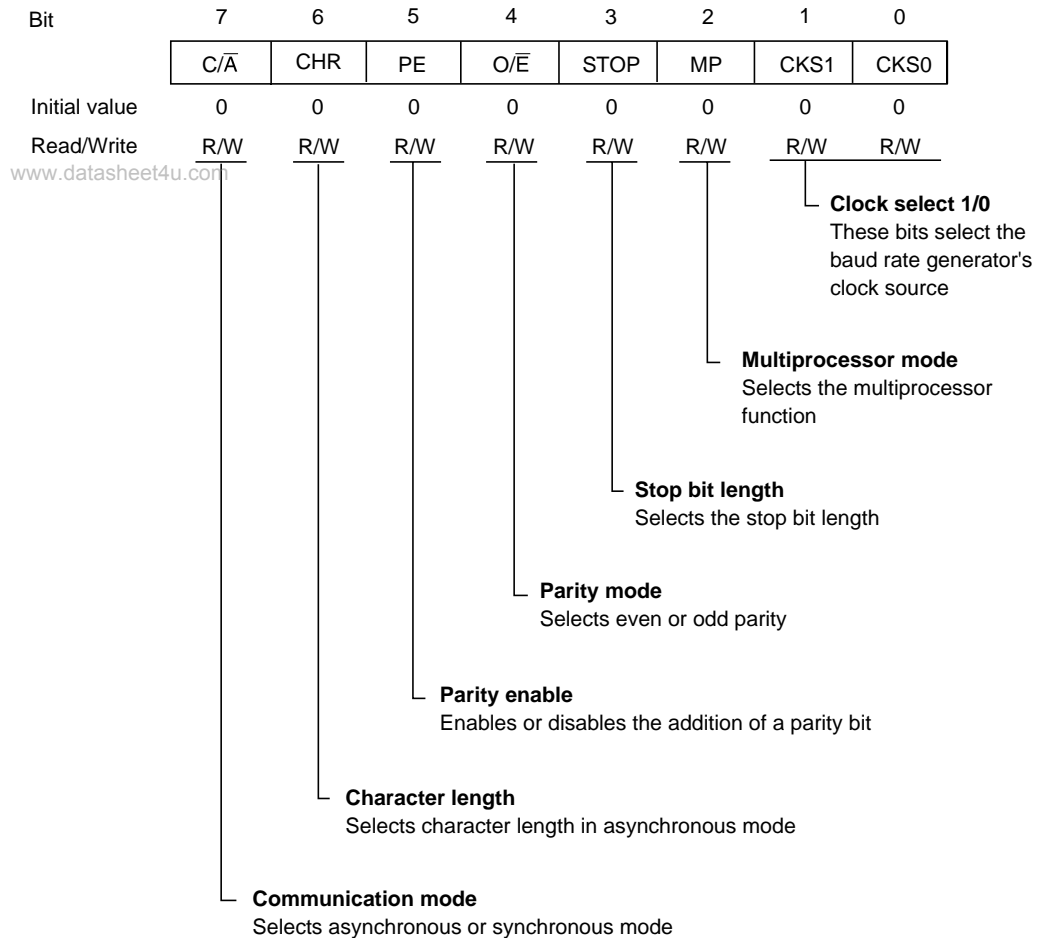 Bit 7 6 5 4 3 2 1 0
C/A̅ CHR PE O/E̅ STOP MP CKS1 CKS0
Initial value 0 0 0 0 0 0 0 0
Read/Write R/W R/W R/W R/W R/W R/W R/W R/W
www.datasheet4u.com
Clock select 1/0
These bits select the
baud rate generator's
clock source
Multiprocessor mode
Selects the multiprocessor
function
Stop bit length
Selects the stop bit length
Parity mode
Selects even or odd parity
Parity enable
Enables or disables the addition of a parity bit
Character length
Selects character length in asynchronous mode
Communication mode
Selects asynchronous or synchronous mode